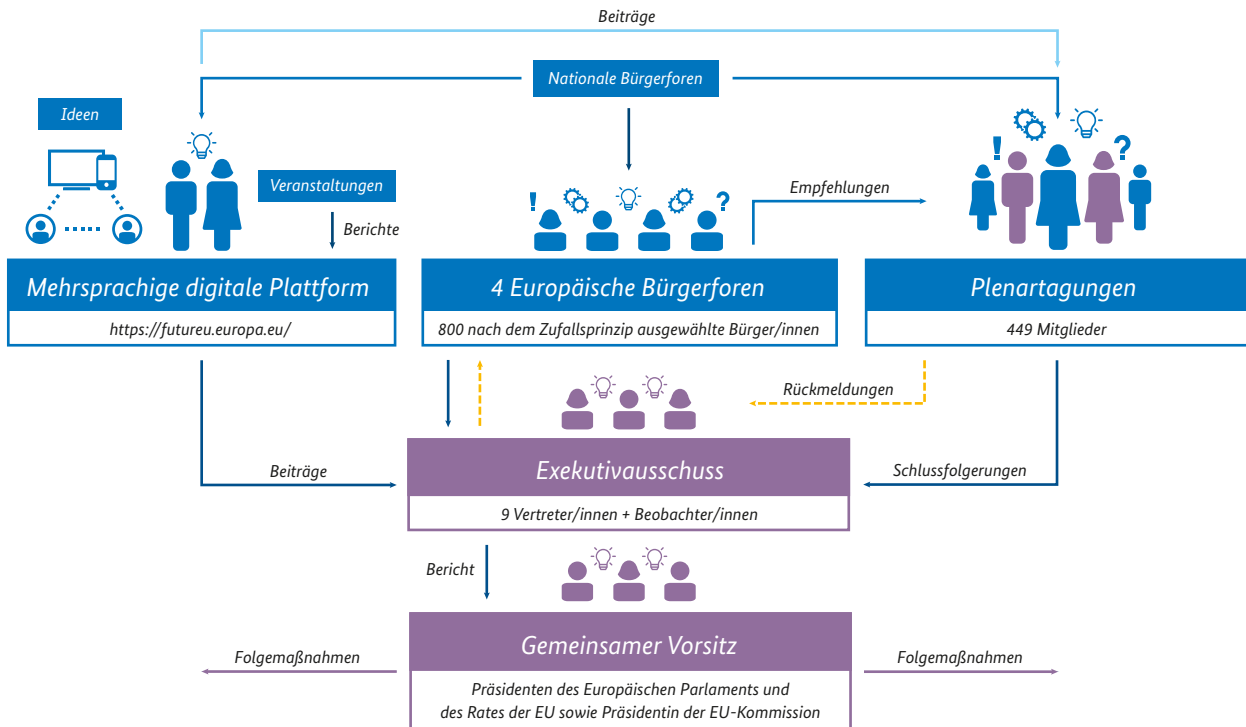 Beiträge
Nationale Bürgerforen
Ideen
!
?
Veranstaltungen
!
?
Empfehlungen
Berichte
Mehrsprachige digitale Plattform
https://futureu.europa.eu/
4 Europäische Bürgerforen
800 nach dem Zufallsprinzip ausgewählte Bürger/innen
Plenartagungen
449 Mitglieder
Rückmeldungen
Beiträge
Exekutivausschuss
9 Vertreter/innen + Beobachter/innen
Schlussfolgerungen
Bericht
Gemeinsamer Vorsitz
Präsidenten des Europäischen Parlaments und
des Rates der EU sowie Präsidentin der EU-Kommission
Folgemaßnahmen
Folgemaßnahmen